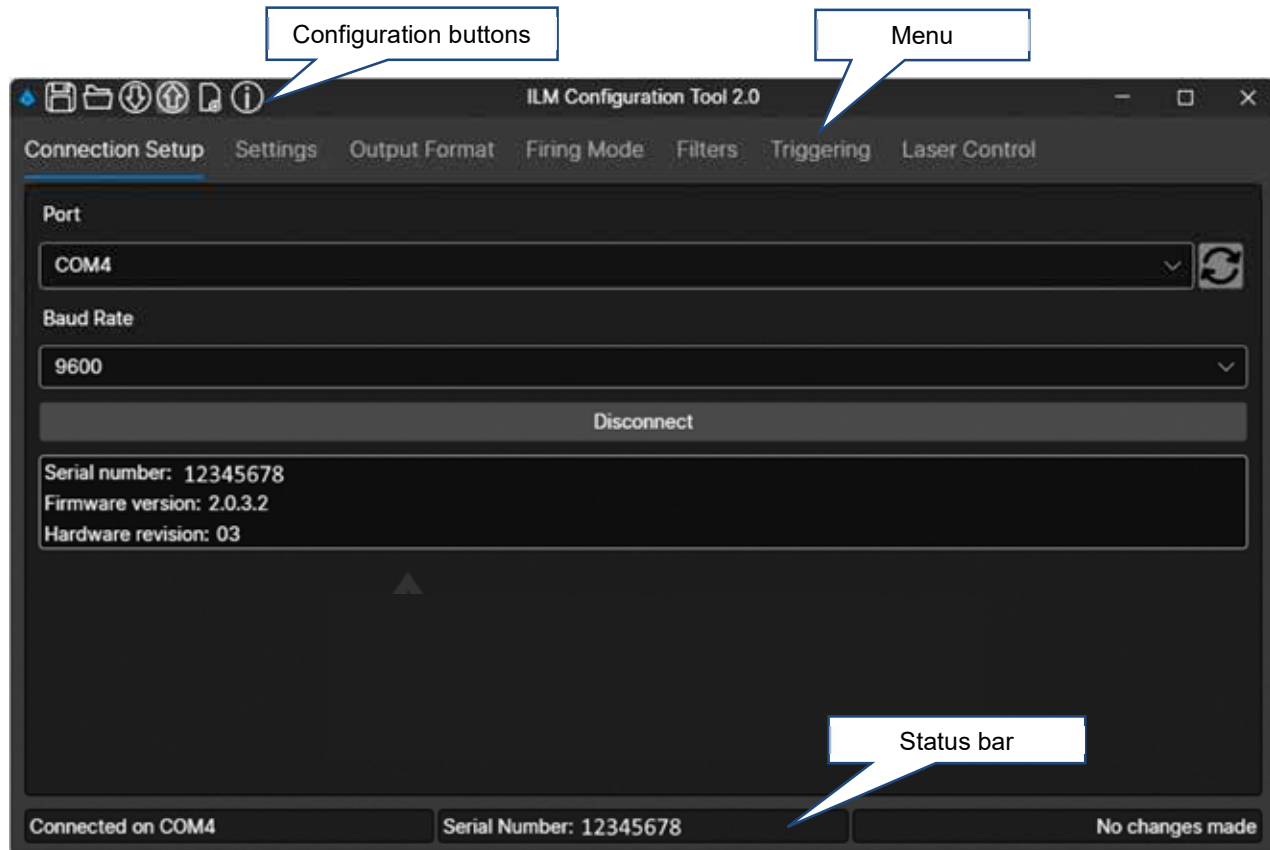 Configuration buttons
Menu
ILM Configuration Tool 2.0
Connection Setup Settings Output Format Firing Mode Filters Triggering Laser Control
Port
COM4
Baud Rate
9600
Disconnect
Serial number: 12345678
Firmware version: 2.0.3.2
Hardware revision: 03
Status bar
Connected on COM4 Serial Number: 12345678 No changes made